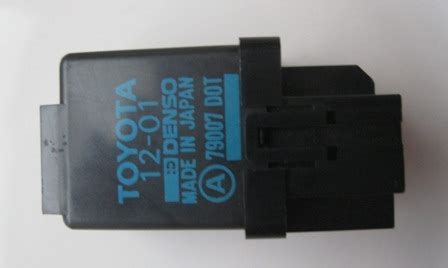 TOYOTA
12-01
DENSO
MADE IN JAPAN
A 79007 DOT